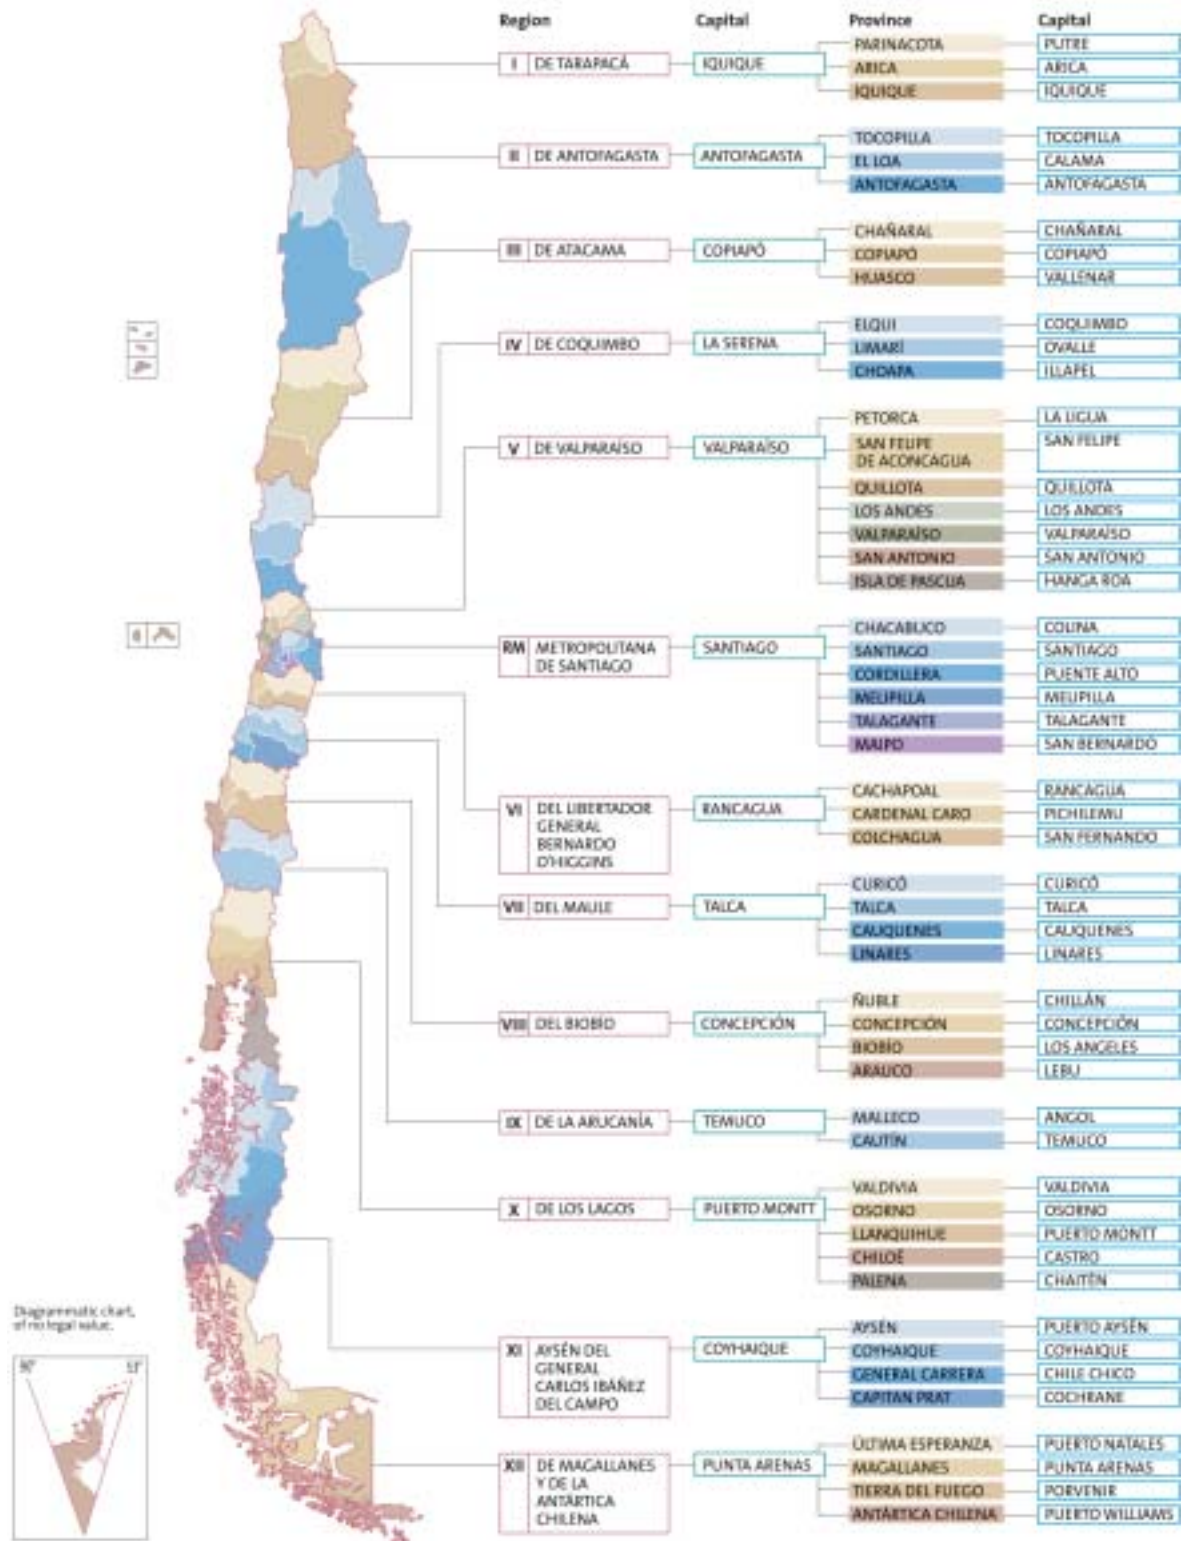 Region Capital Province Capital
I DE TARAPACÁ IQUIQUE
PARINACOTA PUTRE
ARICA ARICA
IQUIQUE IQUIQUE
II DE ANTOFAGASTA ANTOFAGASTA
TOCOPILLA TOCOPILLA
EL LOA CALAMA
ANTOFAGASTA ANTOFAGASTA
III DE ATACAMA COPIAPÓ
CHAÑARAL CHAÑARAL
COPIAPÓ COPIAPÓ
HUASCO VALLENAR
IV DE COQUIMBO LA SERENA
ELQUI COQUIMBO
LIMARÍ OVALLE
CHOAPA ILLAPEL
V DE VALPARAÍSO VALPARAÍSO
PETORCA LA LIGUA
SAN FELIPE SAN FELIPE
DE ACONCAGUA
QUILLOTA QUILLOTA
LOS ANDES LOS ANDES
VALPARAÍSO VALPARAÍSO
SAN ANTONIO SAN ANTONIO
ISLA DE PASCUA HANGA ROA
RM METROPOLITANA
DE SANTIAGO
SANTIAGO
CHACABUCO COLINA
SANTIAGO SANTIAGO
CORDILLERA PUENTE ALTO
MELIPILLA MELIPILLA
TALAGANTE TALAGANTE
MAIPO SAN BERNARDO
VI DEL LIBERTADOR
GENERAL
BERNARDO
O'HIGGINS
RANCAGUA
CACHAPOAL RANCAGUA
CARDENAL CARO PICHILEMU
COLCHAGUA SAN FERNANDO
VII DEL MAULE TALCA
CURICÓ CURICÓ
TALCA TALCA
CAUQUENES CAUQUENES
LINARES LINARES
VIII DEL BIOBÍO CONCEPCIÓN
ÑUBLE CHILLÁN
CONCEPCIÓN CONCEPCIÓN
BIOBÍO LOS ANGELES
ARAUCO LEBU
IX DE LA ARUCANÍA TEMUCO
MALLECO ANGOL
CAUTÍN TEMUCO
X DE LOS LAGOS PUERTO MONTT
VALDIVIA VALDIVIA
OSORNO OSORNO
LLANQUIHUE PUERTO MONTT
CHILOÉ CASTRO
PALENA CHAITÉN
XI AYSÉN DEL
GENERAL
CARLOS IBÁÑEZ
DEL CAMPO
COYHAIQUE
AYSÉN PUERTO AYSÉN
COYHAIQUE COYHAIQUE
GENERAL CARRERA CHILE CHICO
CAPITAN PRAT COCHRANE
XII DE MAGALLANES
Y DE LA
ANTÁRTICA
CHILENA
PUNTA ARENAS
ÚLTIMA ESPERANZA PUERTO NATALES
MAGALLANES PUNTA ARENAS
TIERRA DEL FUEGO PORVENIR
ANTÁRTICA CHILENA PUERTO WILLIAMS
Diagrammatic chart,
of no legal value.
90° 53°